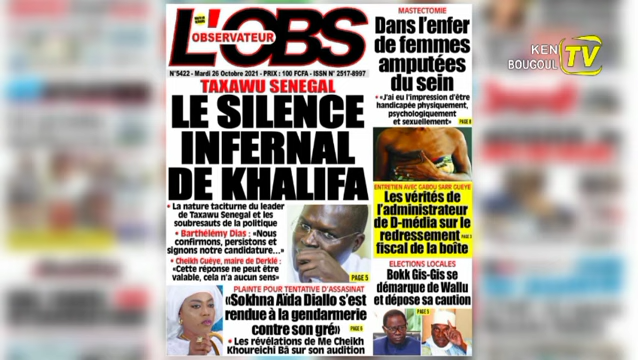 L'OBS
OBSERVATEUR
N°5422 - Mardi 26 Octobre 2021 - PRIX : 100 FCFA - ISSN N° 2517-8997
TAXAWU SENEGAL
LE SILENCE
INFERNAL
DE KHALIFA
• La nature taciturne du leader
de Taxawu Senegal et les
soubresauts de la politique
• Barthélémy Dias : «Nous
confirmons, persistons et
signons notre candidature...»
• Cheikh Guèye, maire de Derklé :
«Cette réponse ne peut être
valable, cela n'a aucun sens»
PAGE 5
PLAINTE POUR TENTATIVE D'ASSASSINAT
«Sokhna Aïda Diallo s'est
rendue à la gendarmerie
contre son gré» PAGE 6
• Les révélations de Me Cheikh
Khoureichi Bâ sur son audition
MASTECTOMIE
Dans l'enfer
de femmes
amputées
du sein
• «J'ai eu l'impression d'être
handicapée physiquement,
psychologiquement
et sexuellement»
ENTRETIEN AVEC GABOU SARR GUEYE
Les vérités de
l'administrateur
de D-média sur le
redressement
fiscal de la boîte
ELECTIONS LOCALES
Bokk Gis-Gis se
démarque de Wallu
et dépose sa caution
PAGE 5
KEN
BOUGOUL
TV